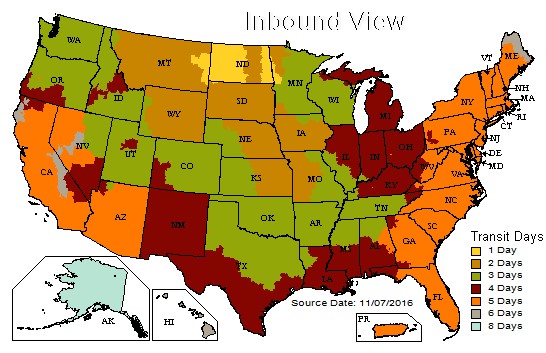 Inbound View
WA
MT
ND
MN
ME
VT
OR
ID
SD
WI
NY
NH
MA
WY
MI
RI
CT
NE
IA
PA
NJ
NV
UT
IL
IN
OH
DE
MD
CA
CO
KS
MO
WV
VA
KY
AZ
NM
OK
AR
TN
NC
SC
TX
LA
MS
AL
GA
FL
AK
HI
PR
Source Date: 11/07/2016
Transit Days
1 Day
2 Days
3 Days
4 Days
5 Days
6 Days
8 Days